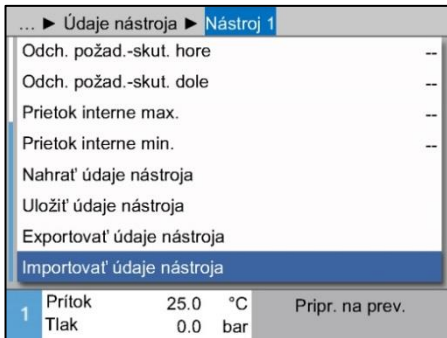 ... ► Údaje nástroja ► Nástroj 1
Odch. požad.-skut. hore --
Odch. požad.-skut. dole --
Prietok interne max. --
Prietok interne min. --
Nahrať údaje nástroja
Uložiť údaje nástroja
Exportovať údaje nástroja
Importovať údaje nástroja
1 Prítok 25.0 °C Pripr. na prev.
Tlak 0.0 bar